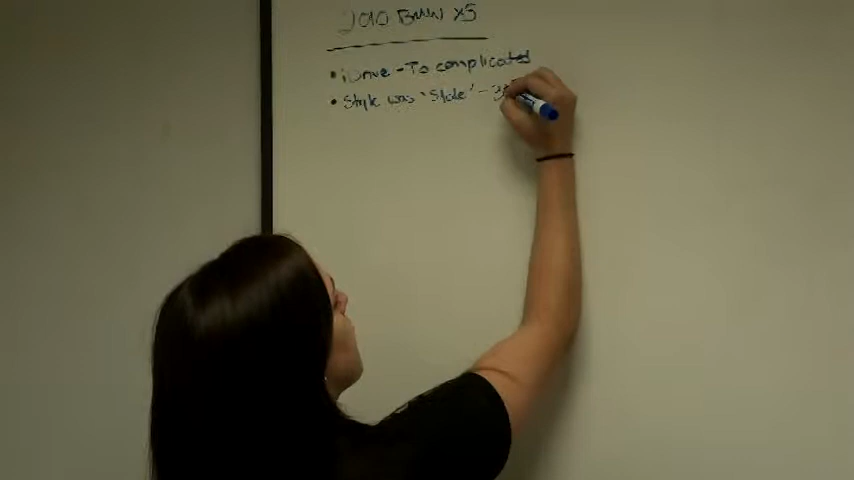 2010 BMW X5
• iDrive - To complicated
• Style was "Stale" -